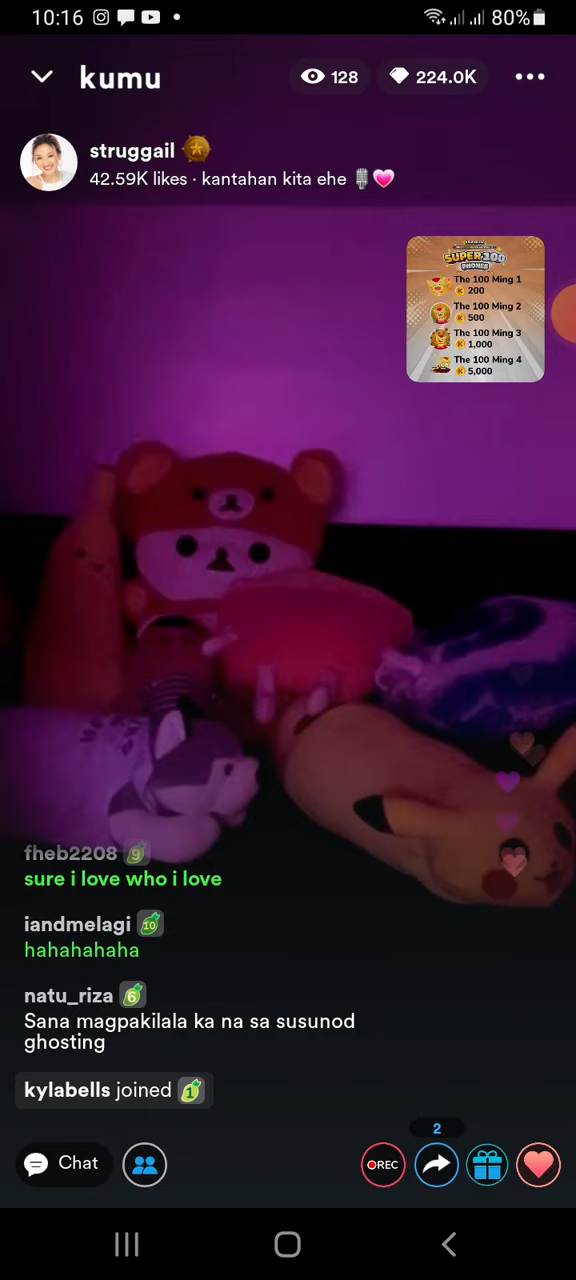 10:16
80%
kumu
128
224.0K
struggail
42.59K likes · kantahan kita ehe
SUPER 100
PHONES
The 100 Ming 1
200
The 100 Ming 2
500
The 100 Ming 3
1,000
The 100 Ming 4
5,000
fheb2208 9
sure i love who i love
iandmelagi 10
hahahahaha
natu_riza 6
Sana magpakilala ka na sa susunod
ghosting
kylabells joined 1
2
Chat
REC